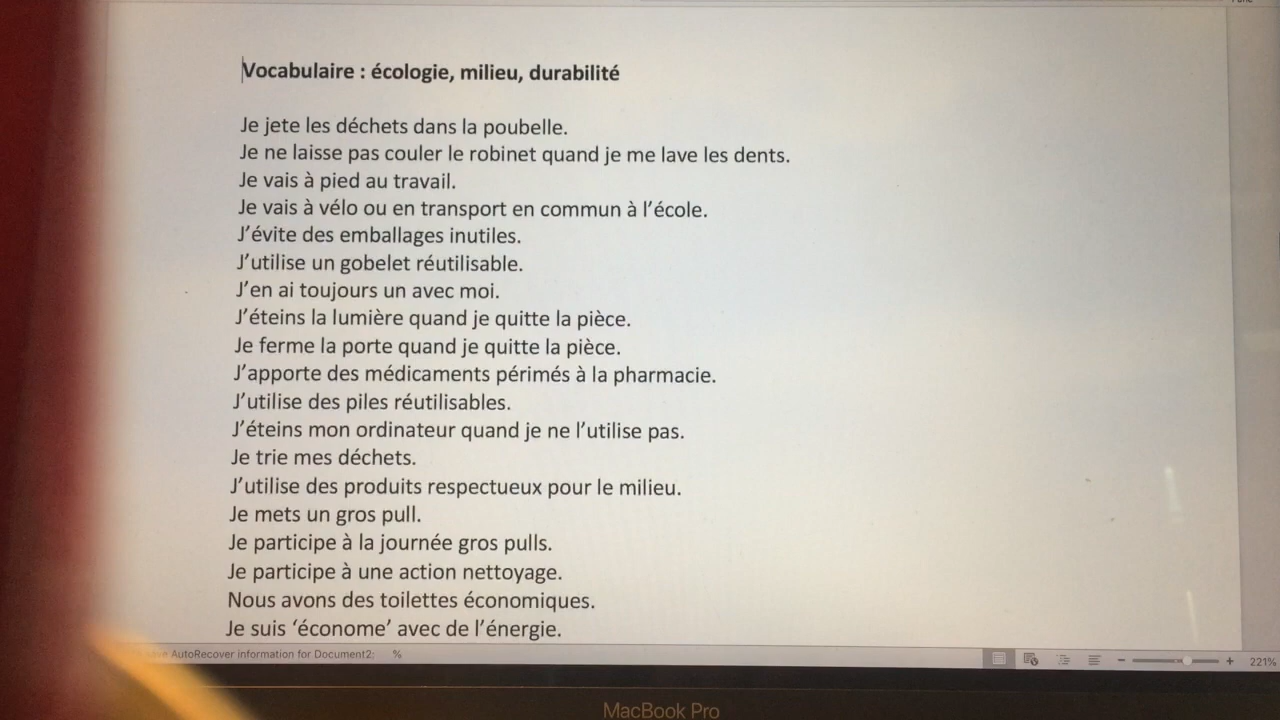 Vocabulaire : écologie, milieu, durabilité
Je jete les déchets dans la poubelle.
Je ne laisse pas couler le robinet quand je me lave les dents.
Je vais à pied au travail.
Je vais à vélo ou en transport en commun à l’école.
J’évite des emballages inutiles.
J’utilise un gobelet réutilisable.
J’en ai toujours un avec moi.
J’éteins la lumière quand je quitte la pièce.
Je ferme la porte quand je quitte la pièce.
J’apporte des médicaments périmés à la pharmacie.
J’utilise des piles réutilisables.
J’éteins mon ordinateur quand je ne l’utilise pas.
Je trie mes déchets.
J’utilise des produits respectueux pour le milieu.
Je mets un gros pull.
Je participe à la journée gros pulls.
Je participe à une action nettoyage.
Nous avons des toilettes économiques.
Je suis ‘économe’ avec de l’énergie.
AutoRecover information for Document2: %
221%
MacBook Pro